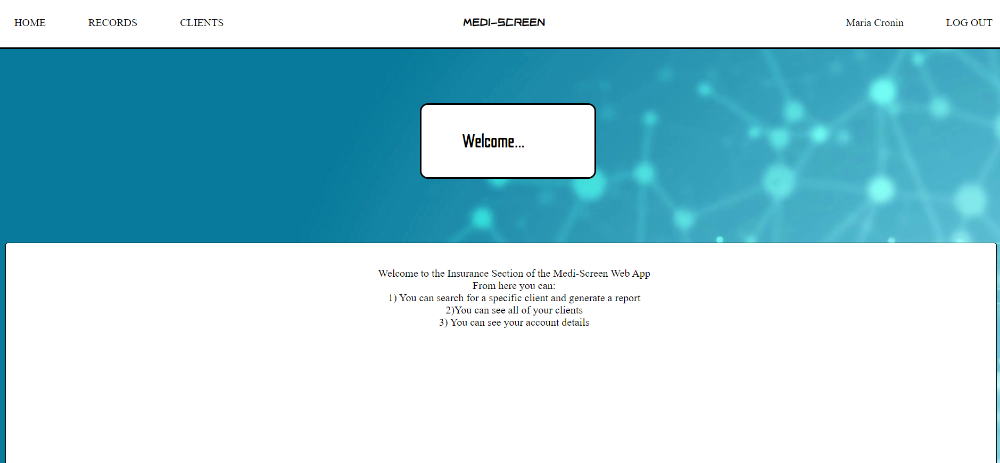 HOME RECORDS CLIENTS MEDI-SCREEN Maria Cronin LOG OUT
Welcome...
Welcome to the Insurance Section of the Medi-Screen Web App
From here you can:
1) You can search for a specific client and generate a report
2)You can see all of your clients
3) You can see your account details